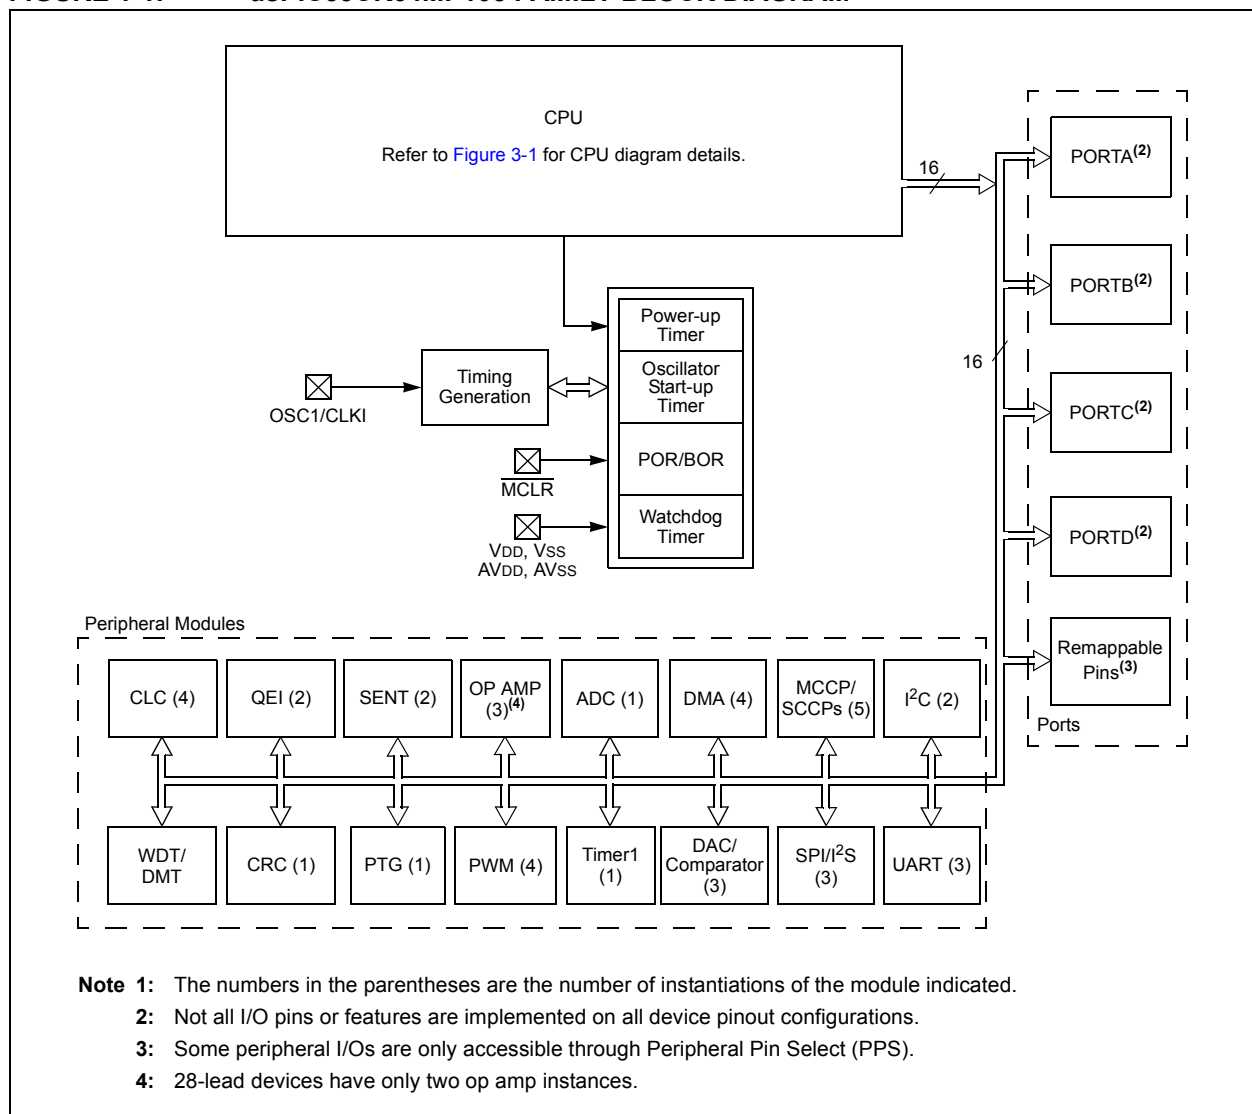 CPU
Refer to Figure 3-1 for CPU diagram details.
16
PORTA(2)
PORTB(2)
16
PORTC(2)
PORTD(2)
Remappable
Pins(3)
Ports
Power-up
Timer
Oscillator
Start-up
Timer
POR/BOR
Watchdog
Timer
Timing
Generation
OSC1/CLKI
MCLR
VDD, VSS
AVDD, AVSS
Peripheral Modules
CLC (4)
QEI (2)
SENT (2)
OP AMP
(3)(4)
ADC (1)
DMA (4)
MCCP/
SCCPs (5)
I2C (2)
WDT/
DMT
CRC (1)
PTG (1)
PWM (4)
Timer1
(1)
DAC/
Comparator
(3)
SPI/I2S
(3)
UART (3)
Note 1: The numbers in the parentheses are the number of instantiations of the module indicated.
2: Not all I/O pins or features are implemented on all device pinout configurations.
3: Some peripheral I/Os are only accessible through Peripheral Pin Select (PPS).
4: 28-lead devices have only two op amp instances.